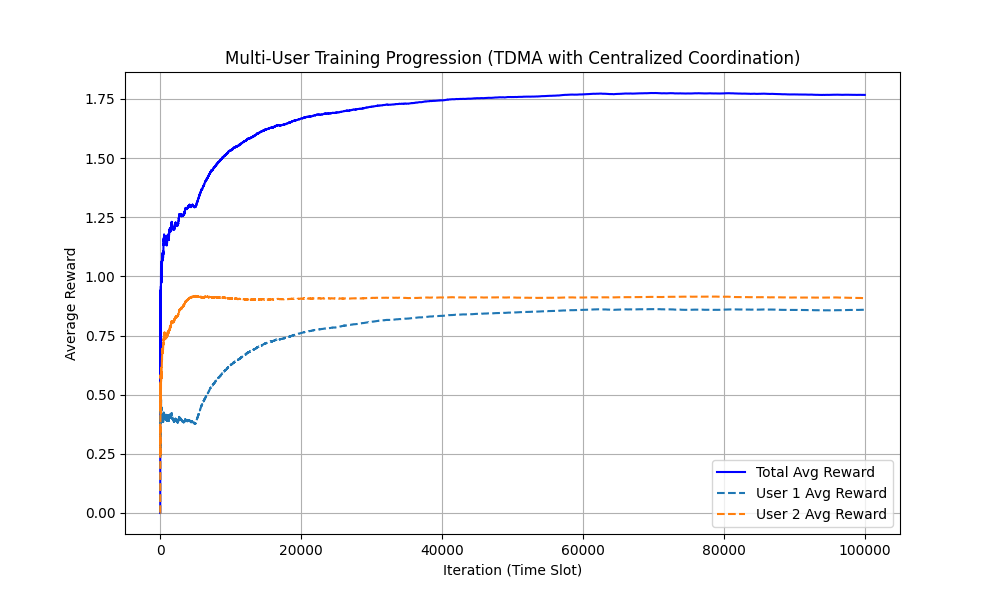 Multi-User Training Progression (TDMA with Centralized Coordination)
Average Reward
1.75
1.50
1.25
1.00
0.75
0.50
0.25
0.00
0 20000 40000 60000 80000 100000
Iteration (Time Slot)
Total Avg Reward
User 1 Avg Reward
User 2 Avg Reward